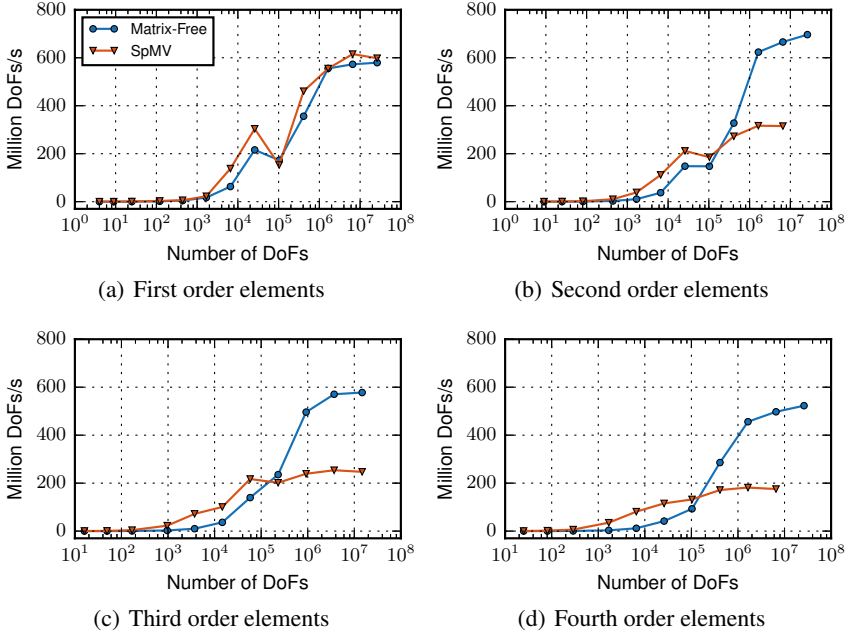 800
600
400
200
0
Million DoFs/s
Matrix-Free
SpMV
10^0 10^1 10^2 10^3 10^4 10^5 10^6 10^7 10^8
Number of DoFs
(a) First order elements
800
600
400
200
0
Million DoFs/s
10^0 10^1 10^2 10^3 10^4 10^5 10^6 10^7 10^8
Number of DoFs
(b) Second order elements
800
600
400
200
0
Million DoFs/s
10^1 10^2 10^3 10^4 10^5 10^6 10^7 10^8
Number of DoFs
(c) Third order elements
800
600
400
200
0
Million DoFs/s
10^1 10^2 10^3 10^4 10^5 10^6 10^7 10^8
Number of DoFs
(d) Fourth order elements